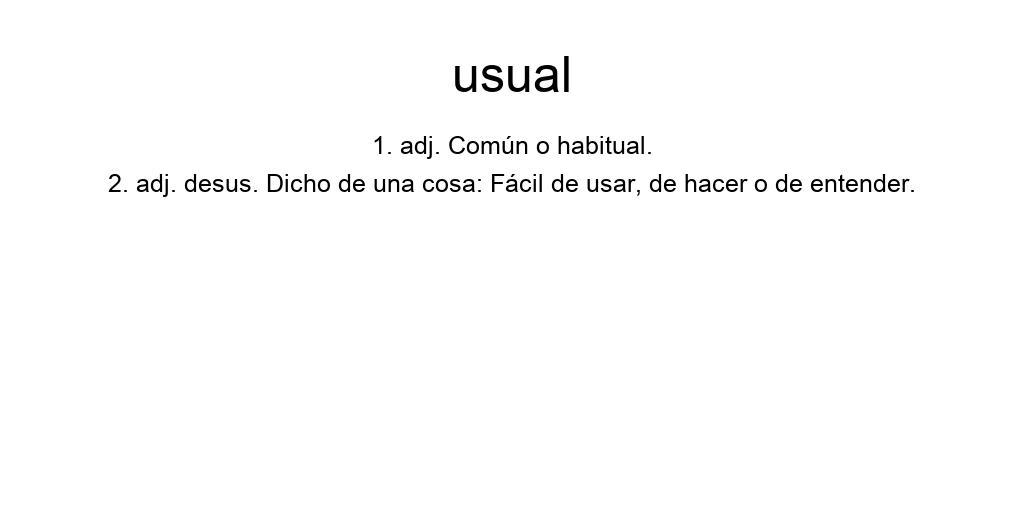 usual
1. adj. Común o habitual.
2. adj. desus. Dicho de una cosa: Fácil de usar, de hacer o de entender.